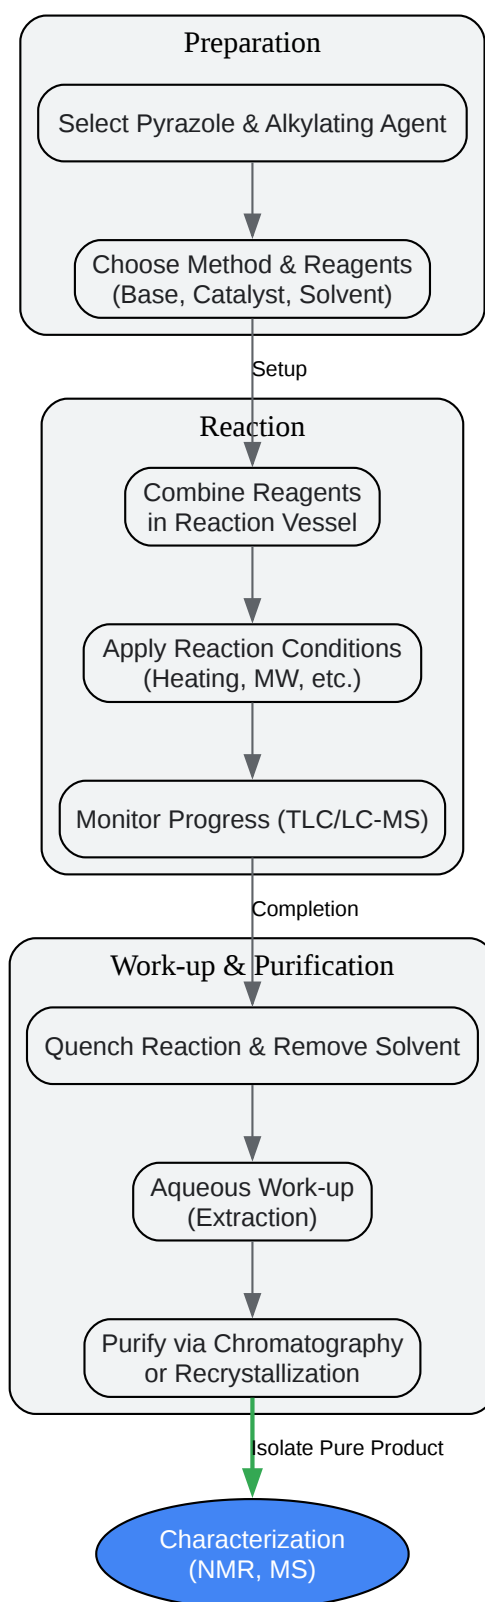 Preparation
Select Pyrazole & Alkylating Agent
Choose Method & Reagents
(Base, Catalyst, Solvent)
Setup
Reaction
Combine Reagents
in Reaction Vessel
Apply Reaction Conditions
(Heating, MW, etc.)
Monitor Progress (TLC/LC-MS)
Completion
Work-up & Purification
Quench Reaction & Remove Solvent
Aqueous Work-up
(Extraction)
Purify via Chromatography
or Recrystallization
Isolate Pure Product
Characterization
(NMR, MS)